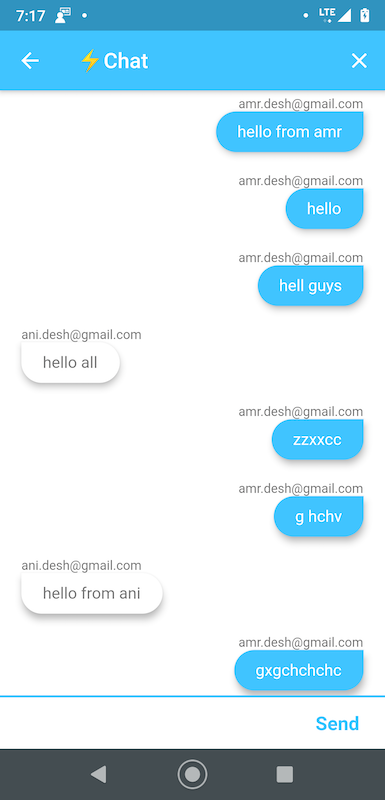 7:17 LTE
⚡Chat
amr.desh@gmail.com
hello from amr
amr.desh@gmail.com
hello
amr.desh@gmail.com
hell guys
ani.desh@gmail.com
hello all
amr.desh@gmail.com
zzxxcc
amr.desh@gmail.com
g hchv
ani.desh@gmail.com
hello from ani
amr.desh@gmail.com
gxgchchchc
Send